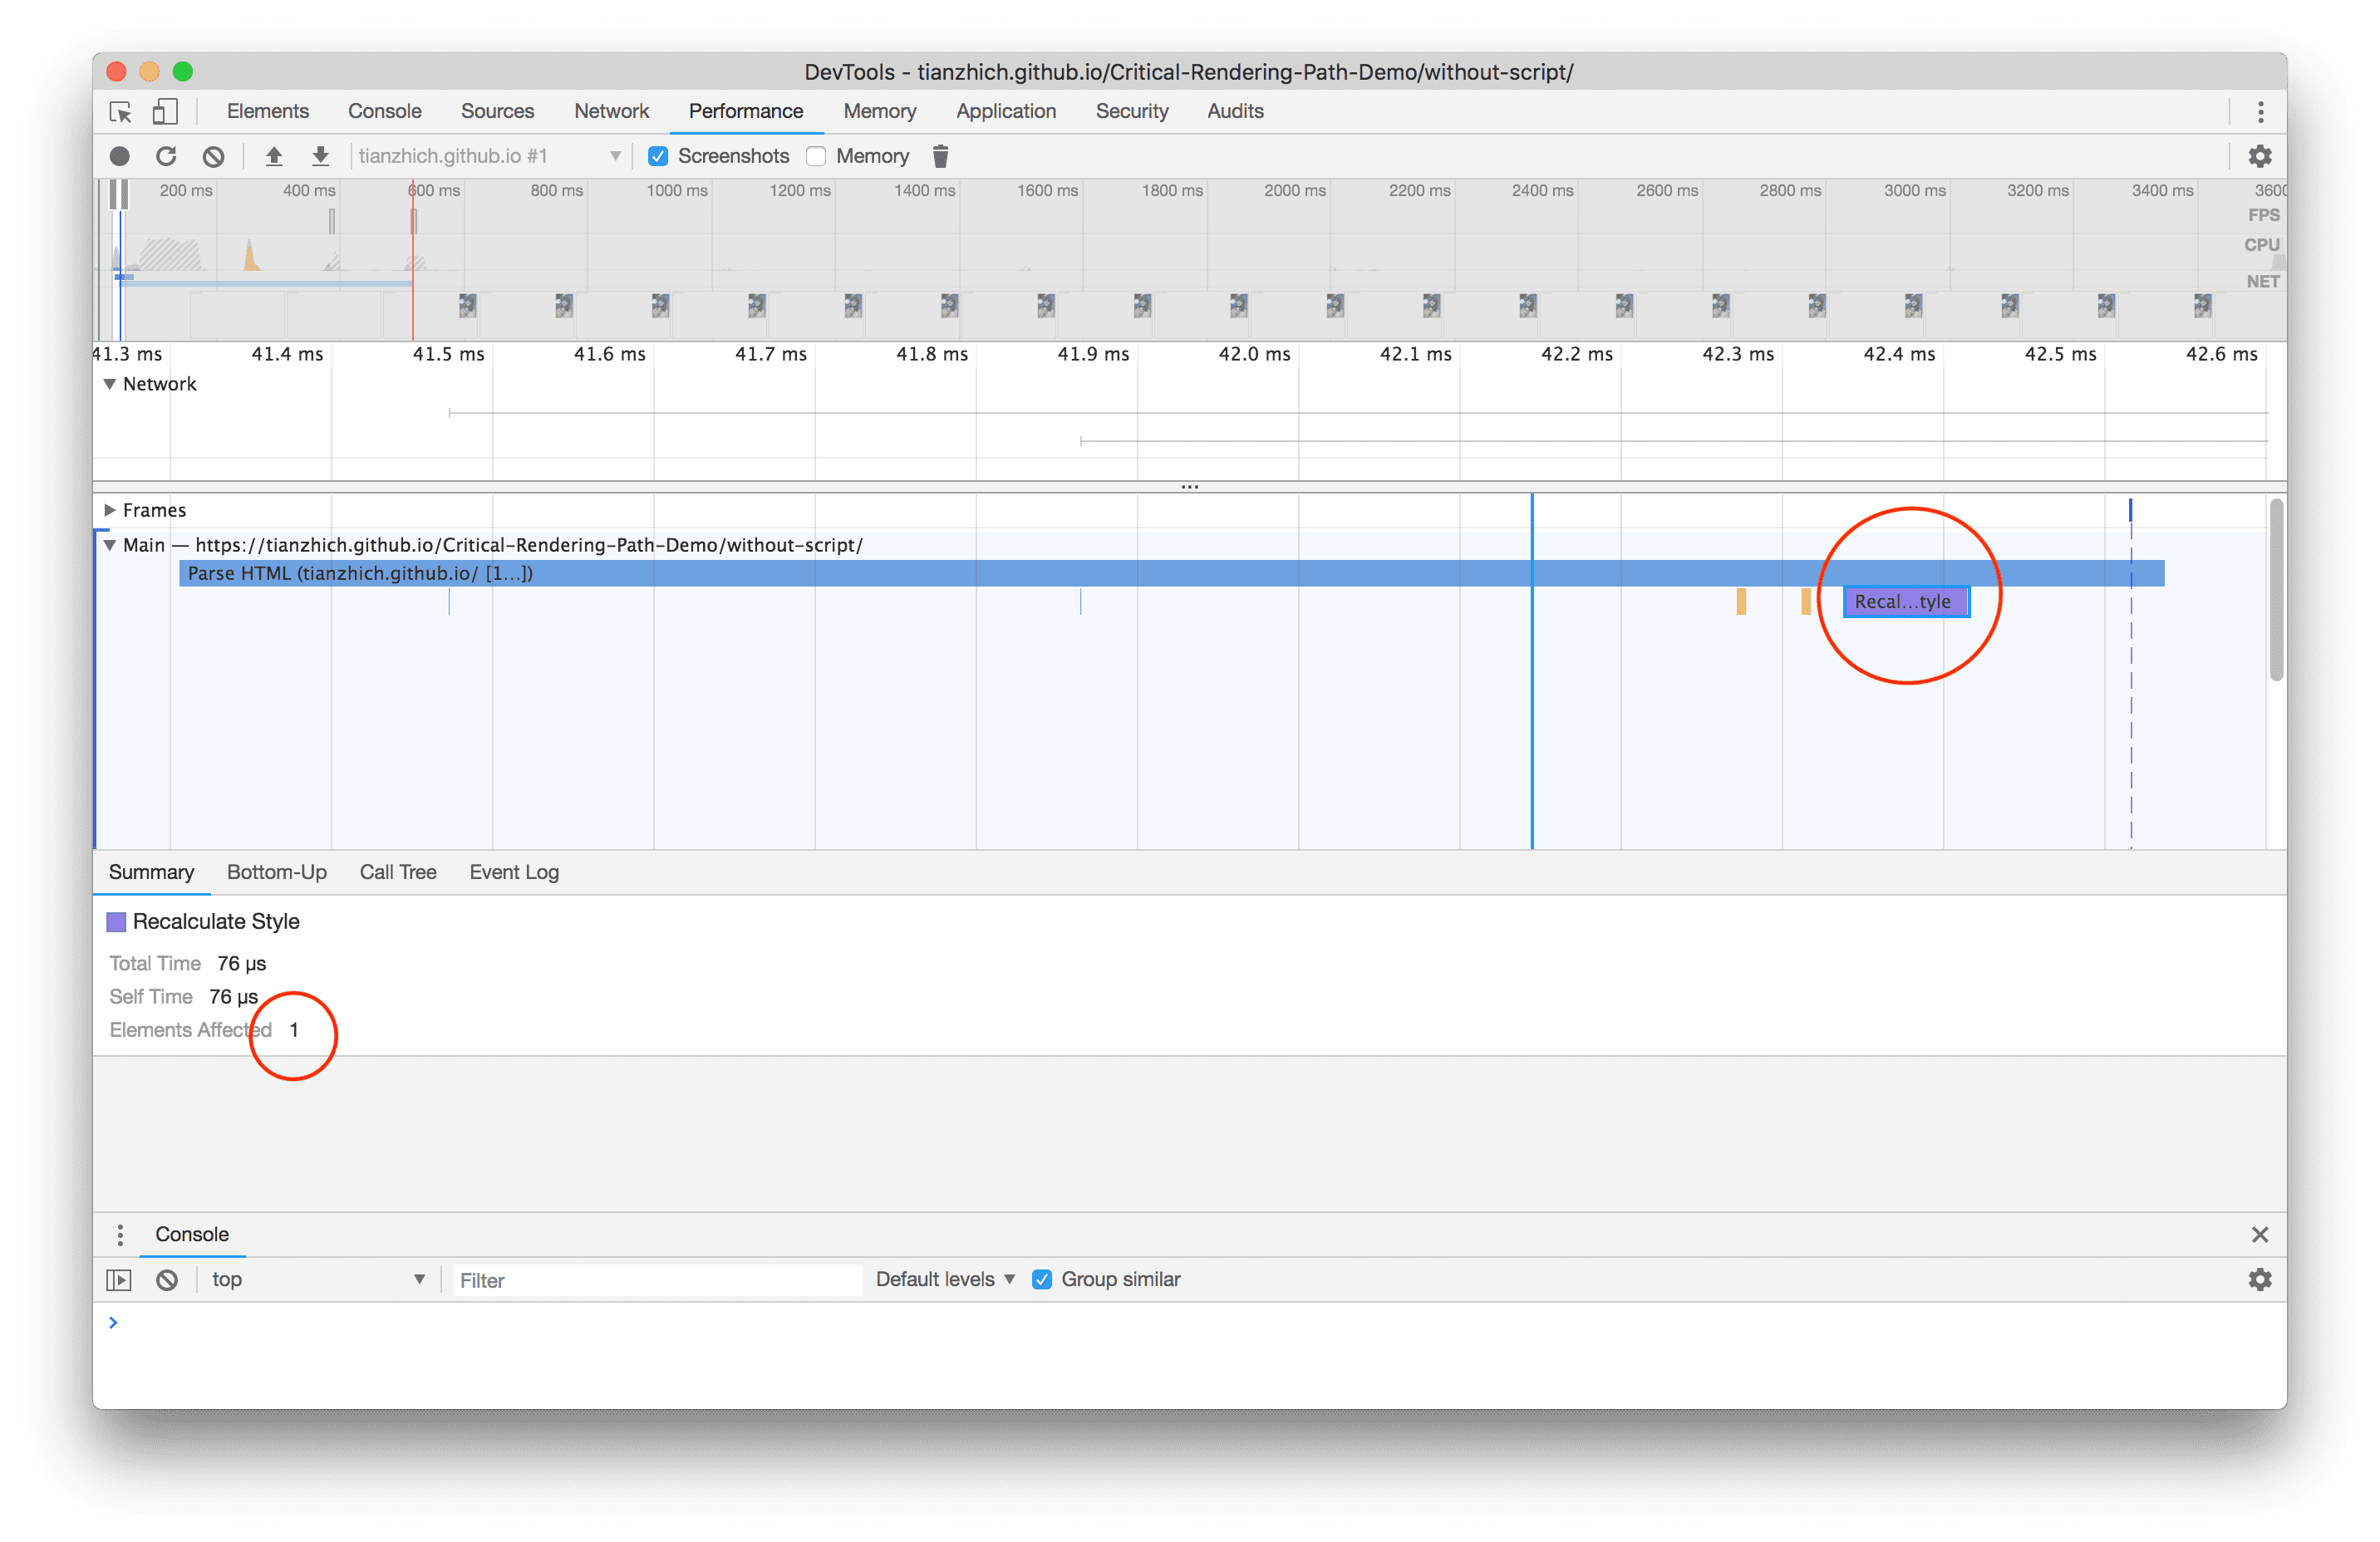 DevTools - tianzhich.github.io/Critical-Rendering-Path-Demo/without-script/
Elements Console Sources Network Performance Memory Application Security Audits
tianzhich.github.io #1 Screenshots Memory
200 ms 400 ms 600 ms 800 ms 1000 ms 1200 ms 1400 ms 1600 ms 1800 ms 2000 ms 2200 ms 2400 ms 2600 ms 2800 ms 3000 ms 3200 ms 3400 ms 3600
FPS
CPU
NET
41.3 ms 41.4 ms 41.5 ms 41.6 ms 41.7 ms 41.8 ms 41.9 ms 42.0 ms 42.1 ms 42.2 ms 42.3 ms 42.4 ms 42.5 ms 42.6 ms
Network
Frames
Main — https://tianzhich.github.io/Critical-Rendering-Path-Demo/without-script/
Parse HTML (tianzhich.github.io/ [1…])
Recal…tyle
Summary Bottom-Up Call Tree Event Log
Recalculate Style
Total Time 76 µs
Self Time 76 µs
Elements Affected 1
Console
top Filter Default levels Group similar